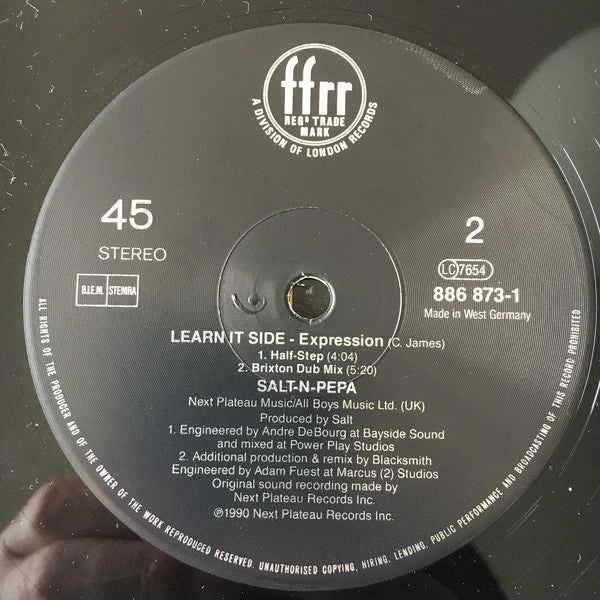 ffrr
REGD TRADE
MARK
A DIVISION OF LONDON RECORDS
45
STEREO
2
B.I.E.M. STEMRA
LC 7654
886 873-1
Made in West Germany
LEARN IT SIDE - Expression (C. James)
1. Half-Step (4:04)
2. Brixton Dub Mix (5:20)
SALT-N-PEPA
Next Plateau Music/All Boys Music Ltd. (UK)
Produced by Salt
1. Engineered by Andre DeBourg at Bayside Sound
and mixed at Power Play Studios
2. Additional production & remix by Blacksmith
Engineered by Adam Fuest at Marcus (2) Studios
Original sound recording made by
Next Plateau Records Inc.
℗1990 Next Plateau Records Inc.
ALL RIGHTS OF THE PRODUCER AND OF THE OWNER OF THE WORK REPRODUCED RESERVED. UNAUTHORISED COPYING, HIRING, LENDING, PUBLIC PERFORMANCE AND BROADCASTING OF THIS RECORD PROHIBITED